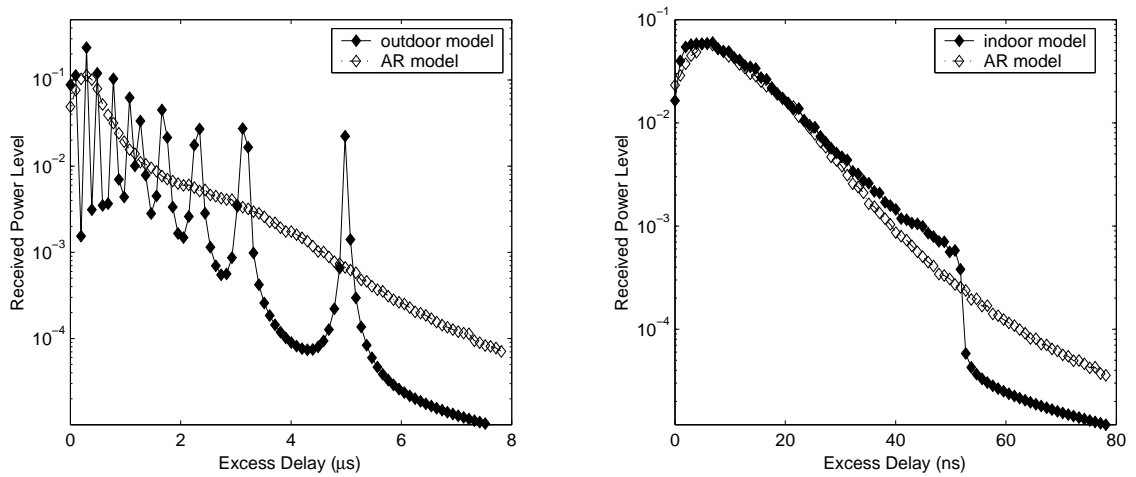 outdoor model
AR model
10⁻¹
10⁻²
10⁻³
10⁻⁴
Received Power Level
0 2 4 6 8
Excess Delay (μs)
indoor model
AR model
10⁻¹
10⁻²
10⁻³
10⁻⁴
Received Power Level
0 20 40 60 80
Excess Delay (ns)